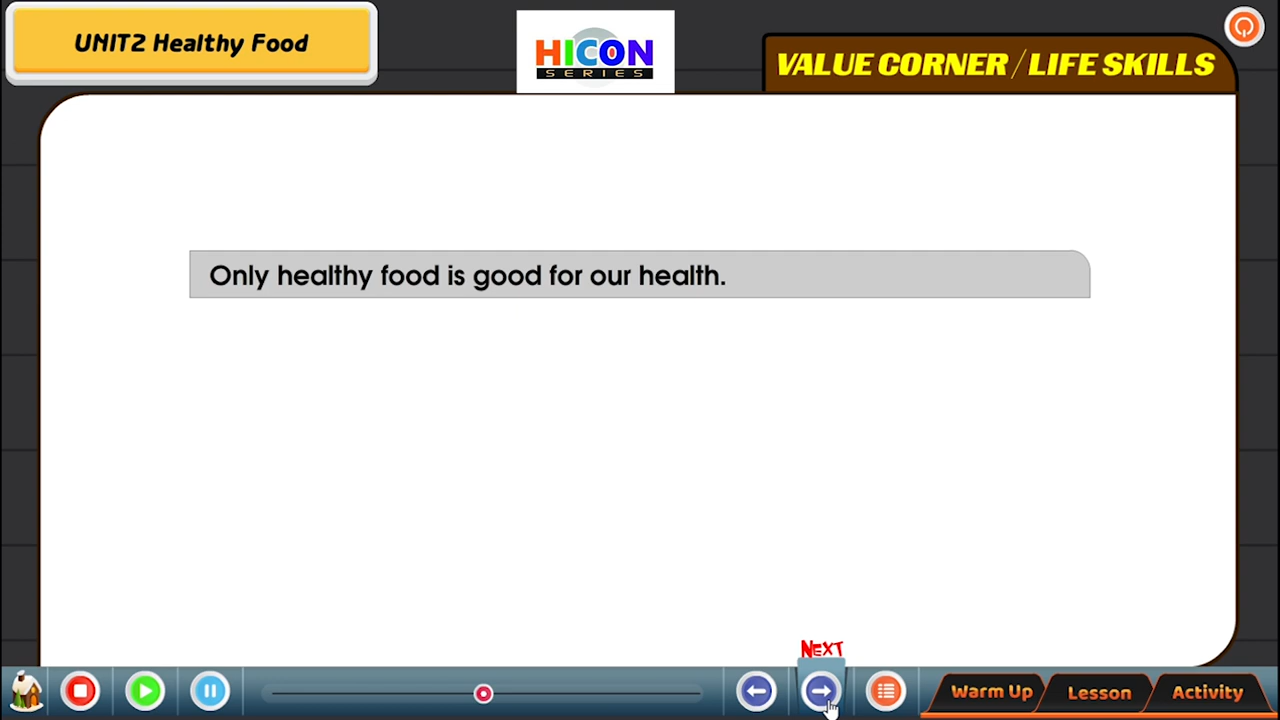 UNIT2 Healthy Food
HICON
SERIES
VALUE CORNER / LIFE SKILLS
Only healthy food is good for our health.
NEXT
Warm Up
Lesson
Activity